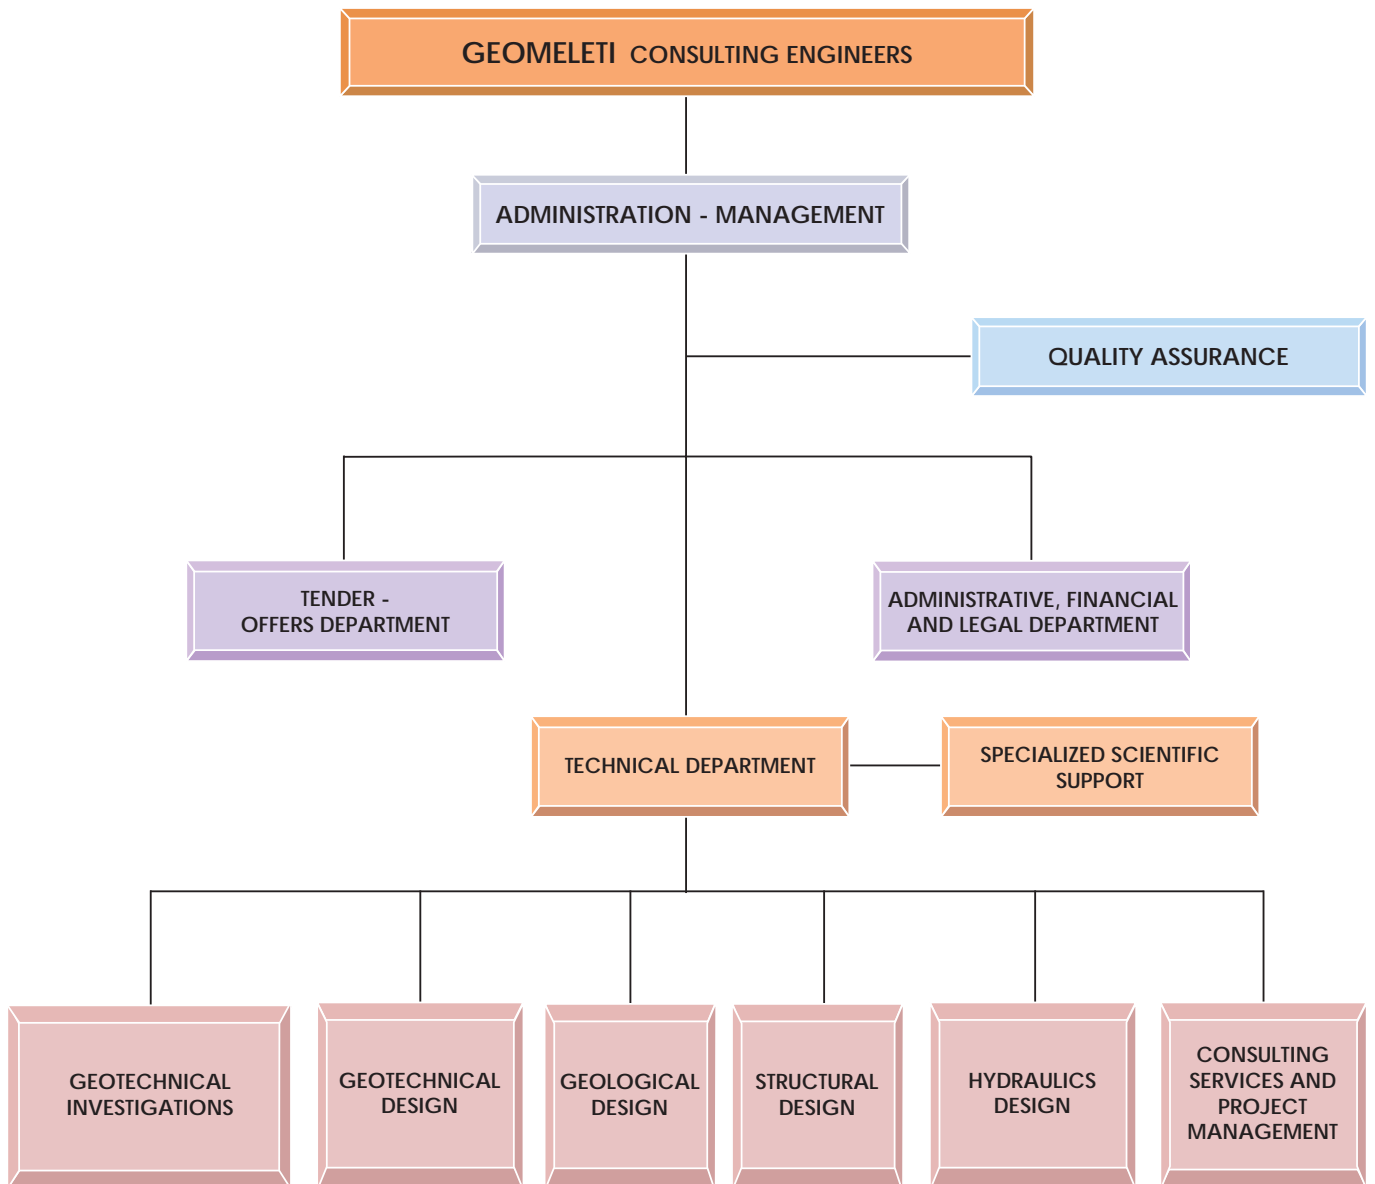 GEOMELETI CONSULTING ENGINEERS
ADMINISTRATION - MANAGEMENT
QUALITY ASSURANCE
TENDER -
OFFERS DEPARTMENT
ADMINISTRATIVE, FINANCIAL
AND LEGAL DEPARTMENT
TECHNICAL DEPARTMENT
SPECIALIZED SCIENTIFIC
SUPPORT
GEOTECHNICAL
INVESTIGATIONS
GEOTECHNICAL
DESIGN
GEOLOGICAL
DESIGN
STRUCTURAL
DESIGN
HYDRAULICS
DESIGN
CONSULTING
SERVICES AND
PROJECT
MANAGEMENT